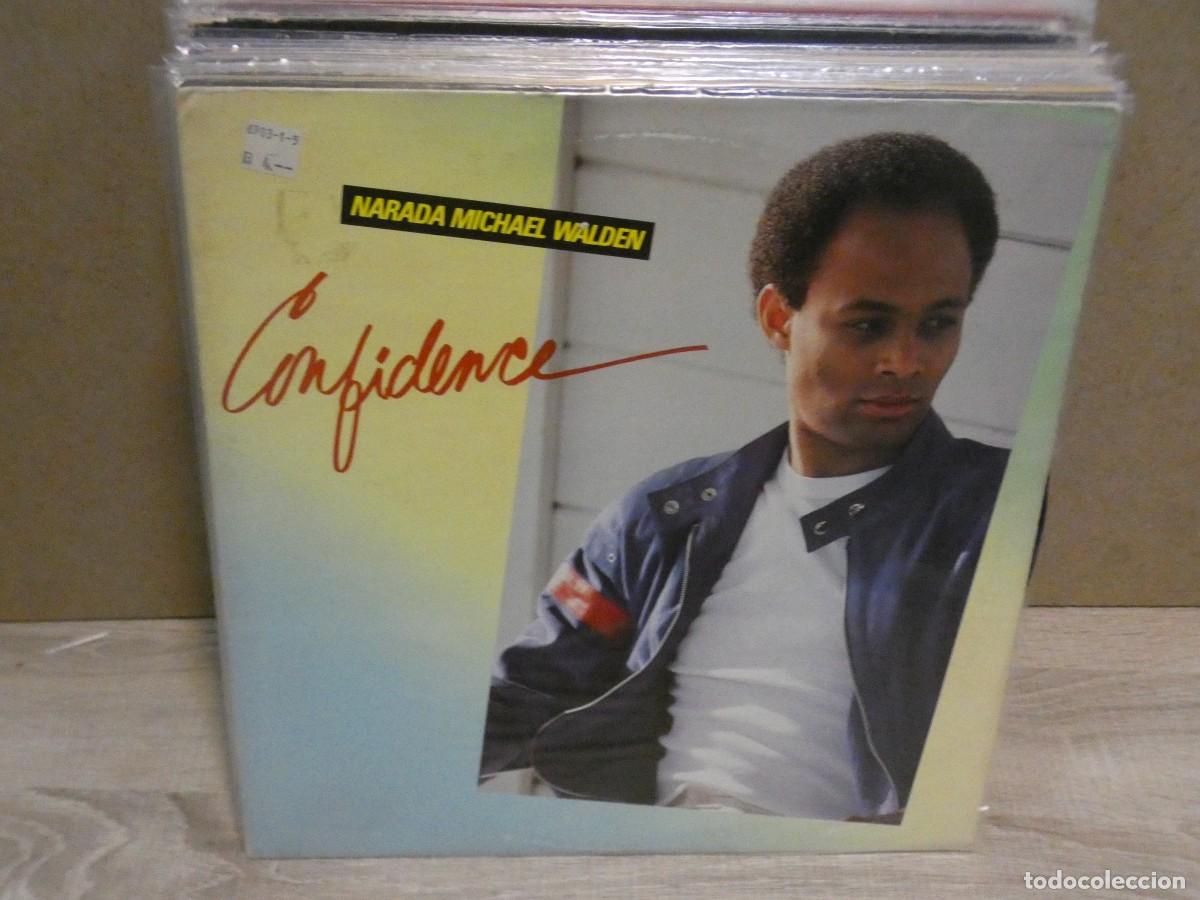 NARADA MICHAEL WALDEN
Confidence
todocoleccion